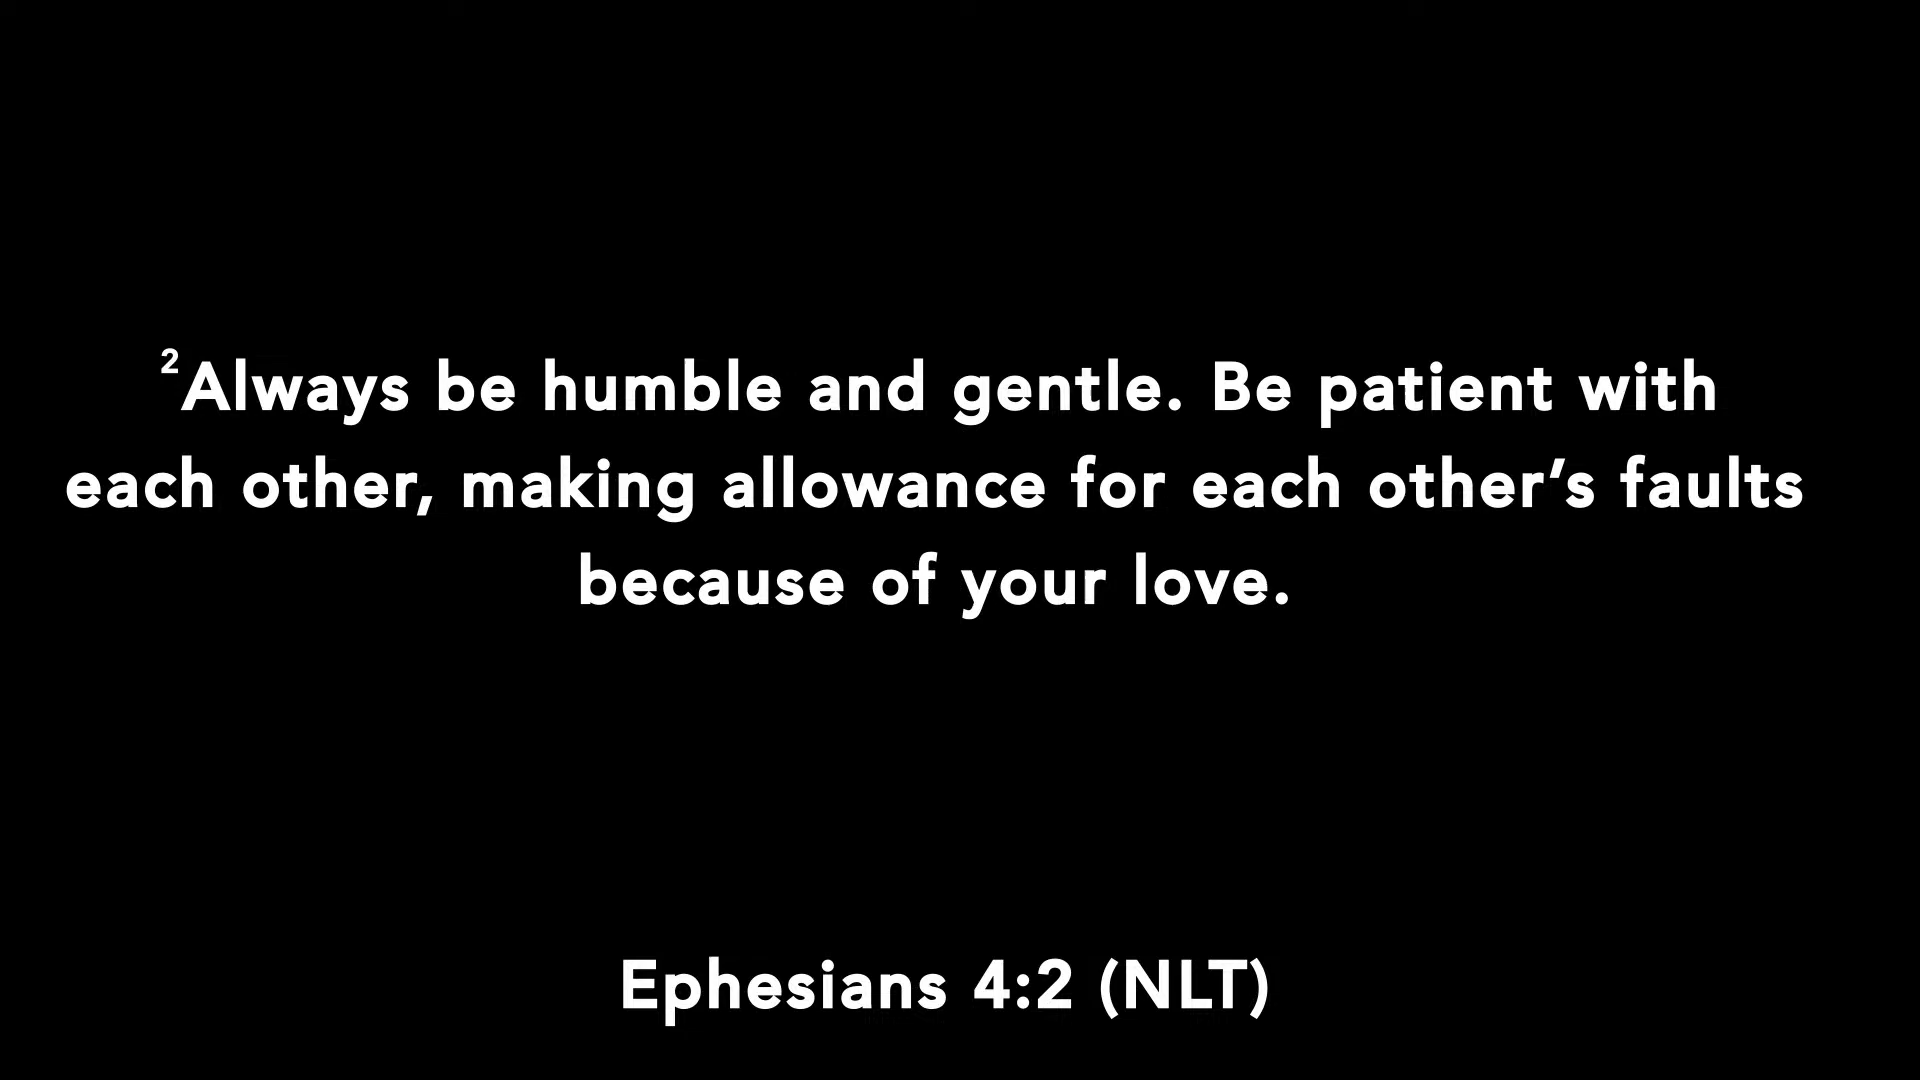 ²Always be humble and gentle. Be patient with
each other, making allowance for each other’s faults
because of your love.
Ephesians 4:2 (NLT)